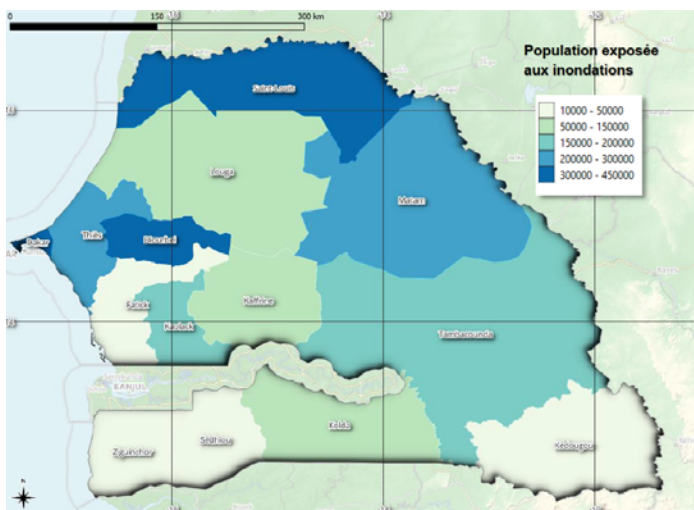 150
300 km
Population exposée
aux inondations
10000 - 50000
50000 - 150000
150000 - 200000
200000 - 300000
300000 - 450000
Saint-Louis
Louga
Matam
Thiès
Diourbel
Dakar
Fatick
Kaffrine
Kaolack
Tambacounda
BANJUL
Kolda
Sédhiou
Ziguinchor
Kédougou
N